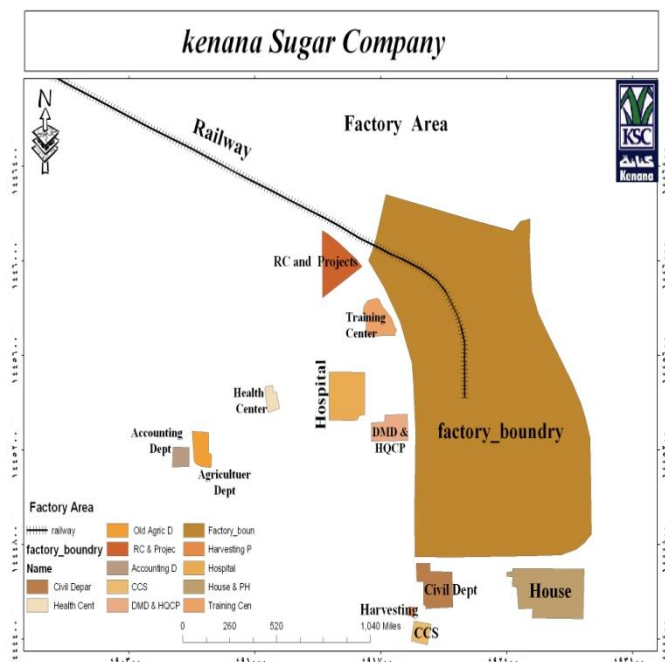 kenana Sugar Company
N
Railway
Factory Area
KSC
كنانة
Kenana
RC and Projects
Training
Center
Health
Center
Hospital
DMD &
HQCP
factory_boundry
Accounting
Dept
Agricultuer
Dept
Factory Area
railway
factory_boundry
Name
Civil Depar
Health Cent
Old Agric D
RC & Projec
Accounting D
CCS
DMD & HQCP
Factory_boun
Harvesting P
Hospital
House & PH
Training Cen
Civil Dept
House
Harvesting
CCS
0 260 520 1,040 Miles